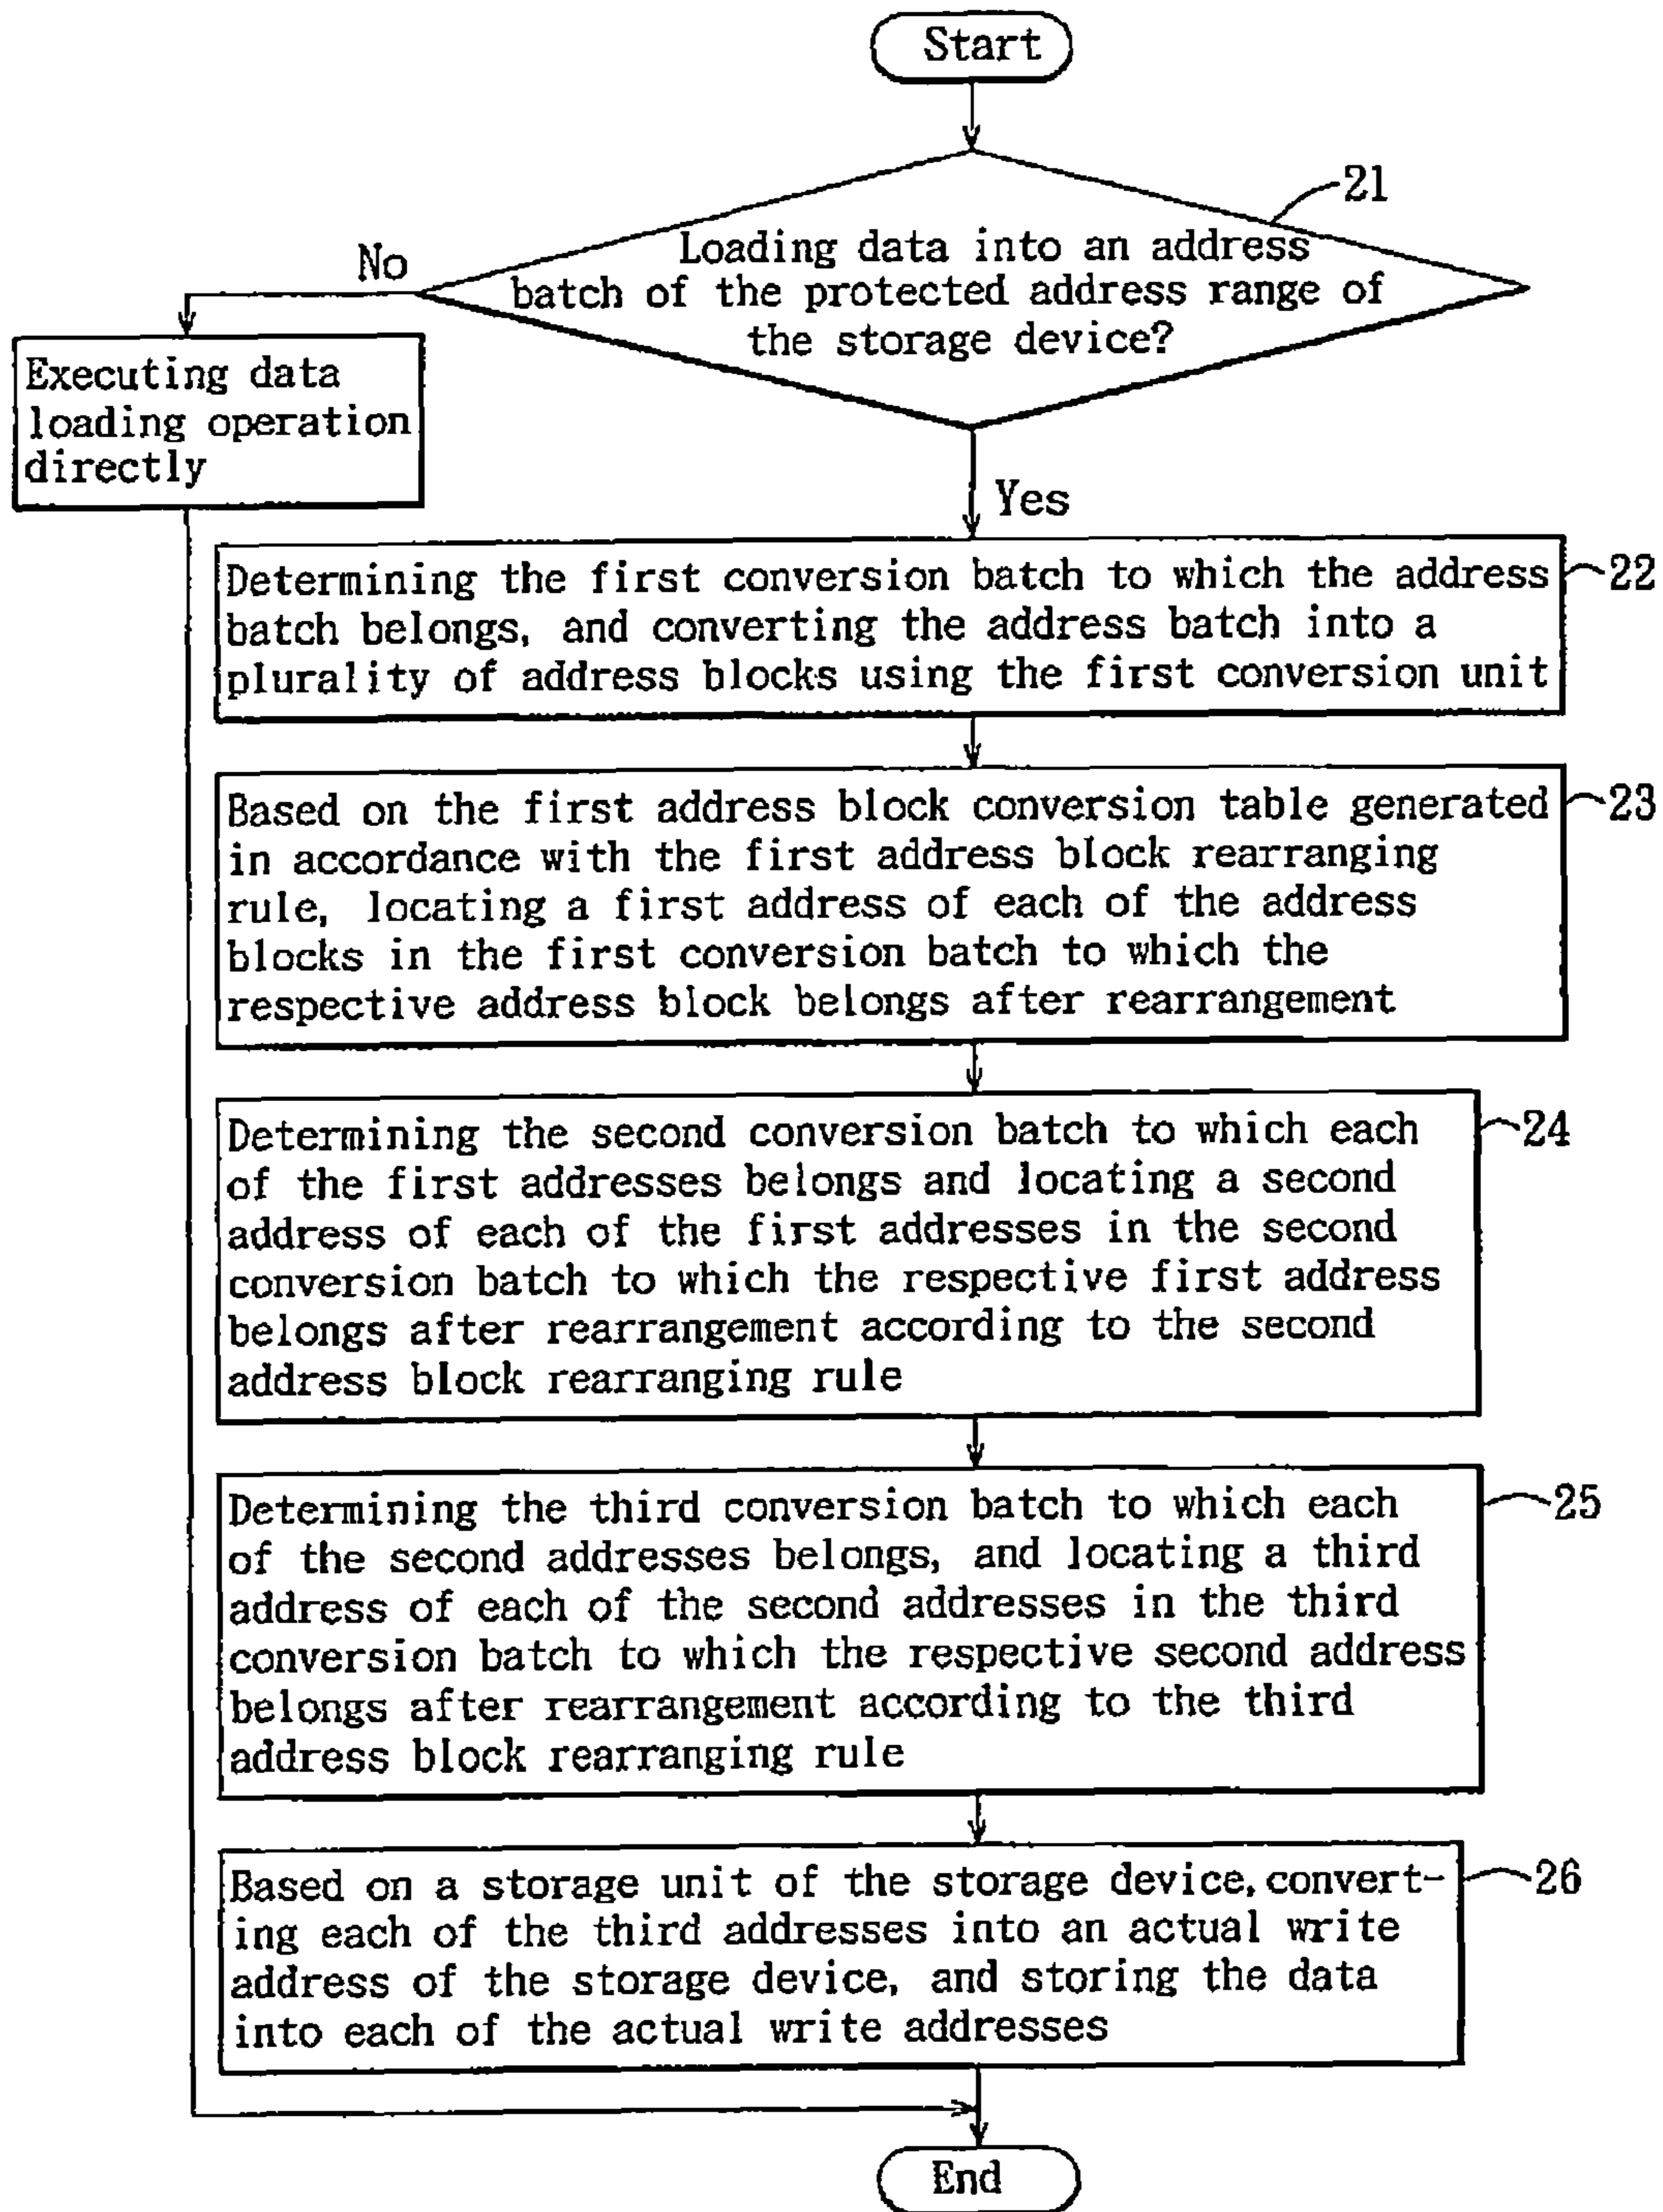 Start
21
Loading data into an address
batch of the protected address range of
the storage device?
No
Executing data
loading operation
directly
Yes
Determining the first conversion batch to which the address
batch belongs, and converting the address batch into a
plurality of address blocks using the first conversion unit
22
Based on the first address block conversion table generated
in accordance with the first address block rearranging
rule, locating a first address of each of the address
blocks in the first conversion batch to which the
respective address block belongs after rearrangement
23
Determining the second conversion batch to which each
of the first addresses belongs and locating a second
address of each of the first addresses in the second
conversion batch to which the respective first address
belongs after rearrangement according to the second
address block rearranging rule
24
Determining the third conversion batch to which each
of the second addresses belongs, and locating a third
address of each of the second addresses in the third
conversion batch to which the respective second address
belongs after rearrangement according to the third
address block rearranging rule
25
Based on a storage unit of the storage device, convert-
ing each of the third addresses into an actual write
address of the storage device, and storing the data
into each of the actual write addresses
26
End